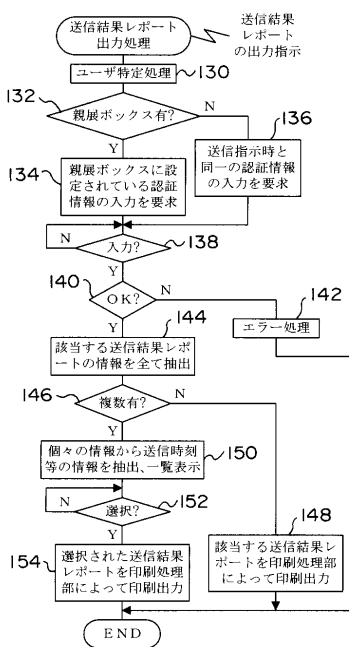 送信結果レポート
出力処理
送信結果
レポート
の出力指示
ユーザ特定処理
130
132
親展ボックス有?
N
Y
136
送信指示時と
同一の認証情報
の入力を要求
134
親展ボックスに設
定されている認証
情報の入力を要求
N
入力?
138
Y
140
OK?
N
142
エラー処理
Y
144
該当する送信結果レポ
ートの情報を全て抽出
146
複数有?
N
Y
個々の情報から送信時刻
等の情報を抽出、一覧表示
150
N
選択?
152
Y
148
該当する送信結果レポ
ートを印刷処理部
によって印刷出力
154
選択された送信結果
レポートを印刷処理
部によって印刷出力
END